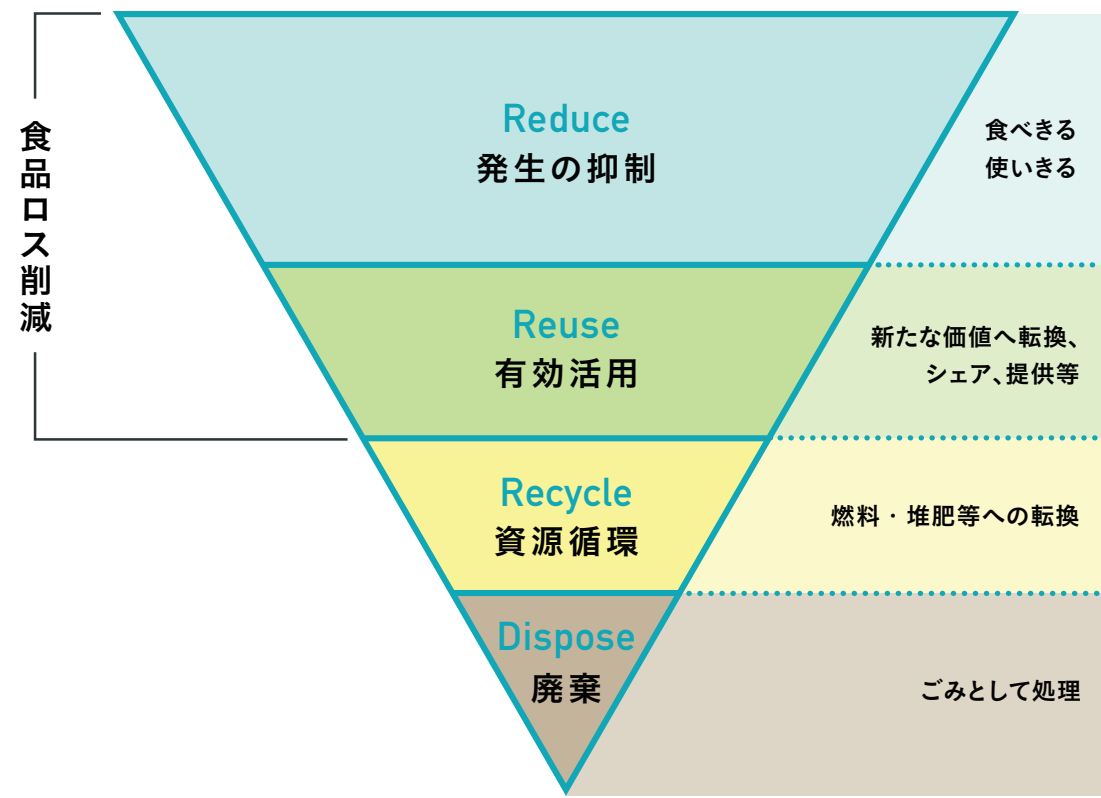 食品ロス削減
Reduce
発生の抑制
食べきる
使いきる
Reuse
有効活用
新たな価値へ転換、
シェア、提供等
Recycle
資源循環
燃料・堆肥等への転換
Dispose
廃棄
ごみとして処理